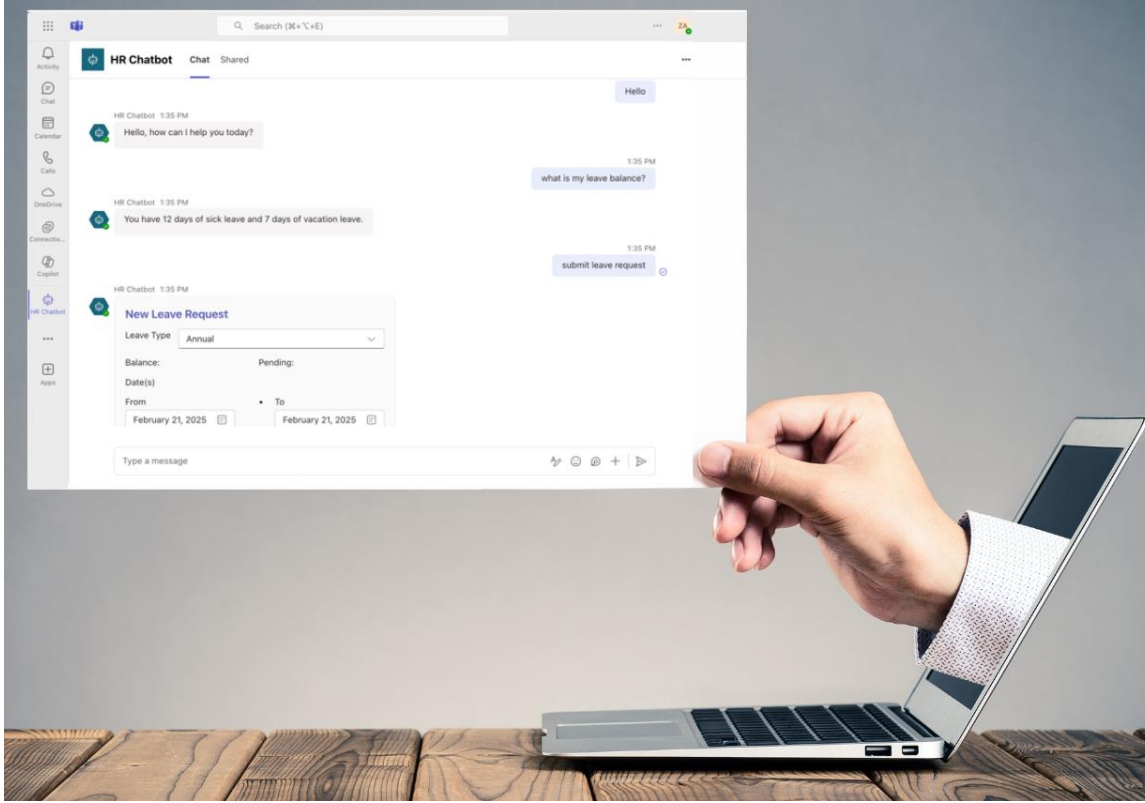 Search (⌘+⌥+E)
ZA
Activity
HR Chatbot Chat Shared
Chat
Hello
HR Chatbot 1:35 PM
Calendar
Hello, how can I help you today?
1:35 PM
Calls
what is my leave balance?
OneDrive
HR Chatbot 1:35 PM
You have 12 days of sick leave and 7 days of vacation leave.
Connectio...
1:35 PM
Copilot
submit leave request
HR Chatbot 1:35 PM
HR Chatbot
New Leave Request
Leave Type Annual
Balance: Pending:
Apps
Date(s)
From • To
February 21, 2025 February 21, 2025
Type a message